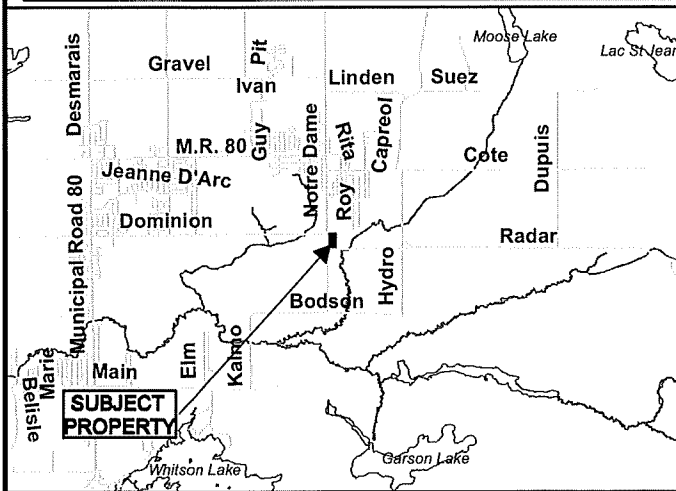 Moose Lake
Lac St Jean
Gravel
Pit
Ivan
Linden
Suez
Desmarais
M.R. 80
Guy
Notre Dame
Rita
Capreol
Cote
Dupuis
Jeanne D'Arc
Roy
Dominion
Radar
Municipal Road 80
Hydro
Bodson
Marie
Belisle
Main
Elm
Kalmo
SUBJECT
PROPERTY
Whitson Lake
Garson Lake